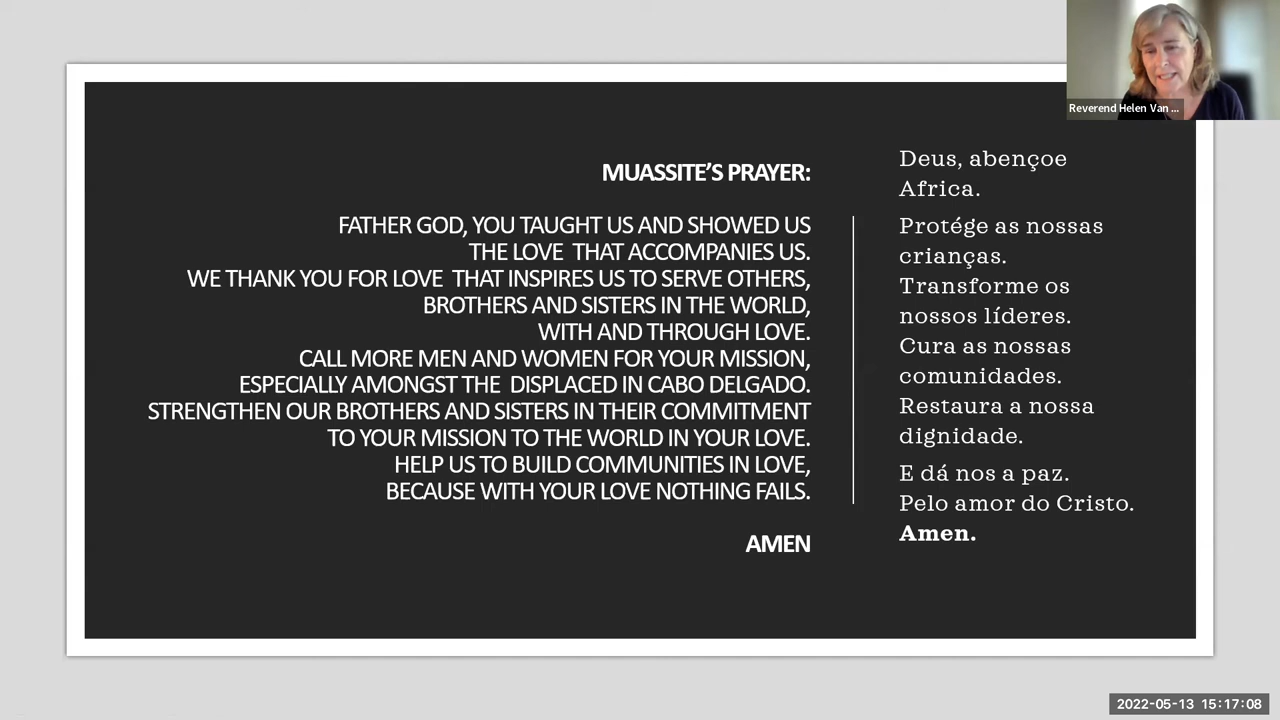 Reverend Helen Van ...
MUASSITE’S PRAYER:
FATHER GOD, YOU TAUGHT US AND SHOWED US
THE LOVE THAT ACCOMPANIES US.
WE THANK YOU FOR LOVE THAT INSPIRES US TO SERVE OTHERS,
BROTHERS AND SISTERS IN THE WORLD,
WITH AND THROUGH LOVE.
CALL MORE MEN AND WOMEN FOR YOUR MISSION,
ESPECIALLY AMONGST THE DISPLACED IN CABO DELGADO.
STRENGTHEN OUR BROTHERS AND SISTERS IN THEIR COMMITMENT
TO YOUR MISSION TO THE WORLD IN YOUR LOVE.
HELP US TO BUILD COMMUNITIES IN LOVE,
BECAUSE WITH YOUR LOVE NOTHING FAILS.
AMEN
Deus, abençoe
Africa.
Protége as nossas
crianças.
Transforme os
nossos líderes.
Cura as nossas
comunidades.
Restaura a nossa
dignidade.
E dá nos a paz.
Pelo amor do Cristo.
Amen.
2022-05-13 15:17:08